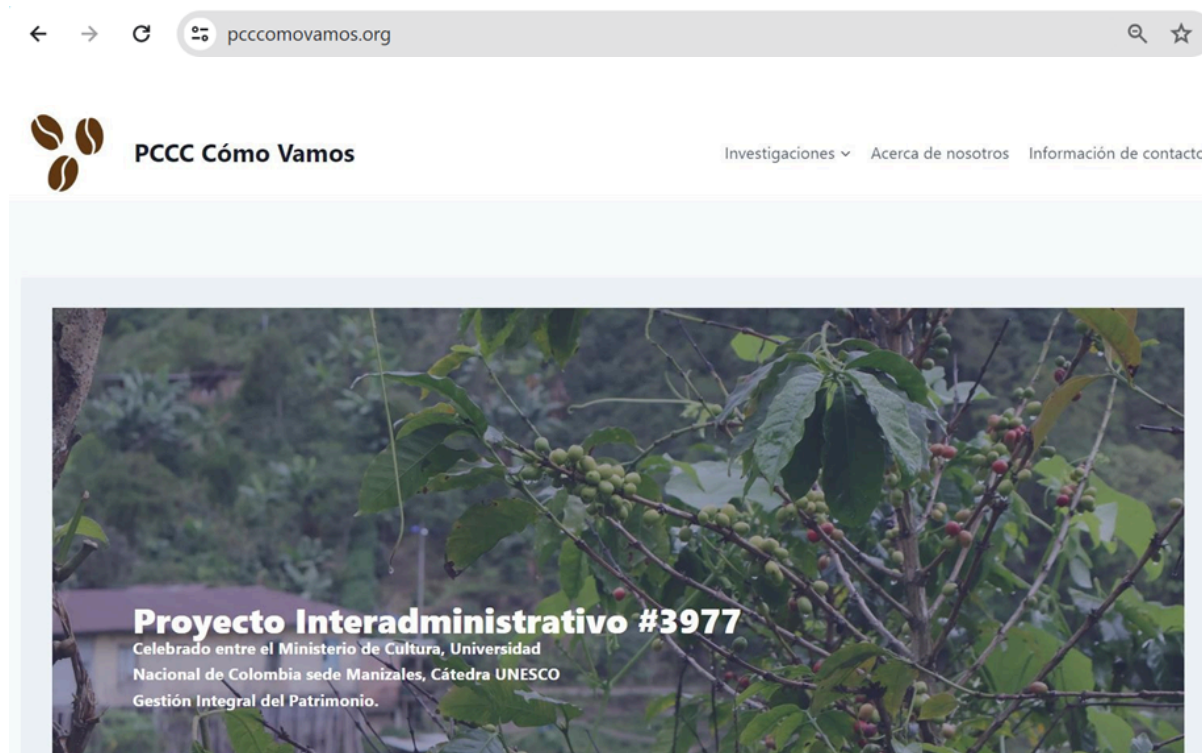 pcccomovamos.org
PCCC Cómo Vamos
Investigaciones
Acerca de nosotros
Información de contacto
Proyecto Interadministrativo #3977
Celebrado entre el Ministerio de Cultura, Universidad
Nacional de Colombia sede Manizales, Cátedra UNESCO
Gestión Integral del Patrimonio.